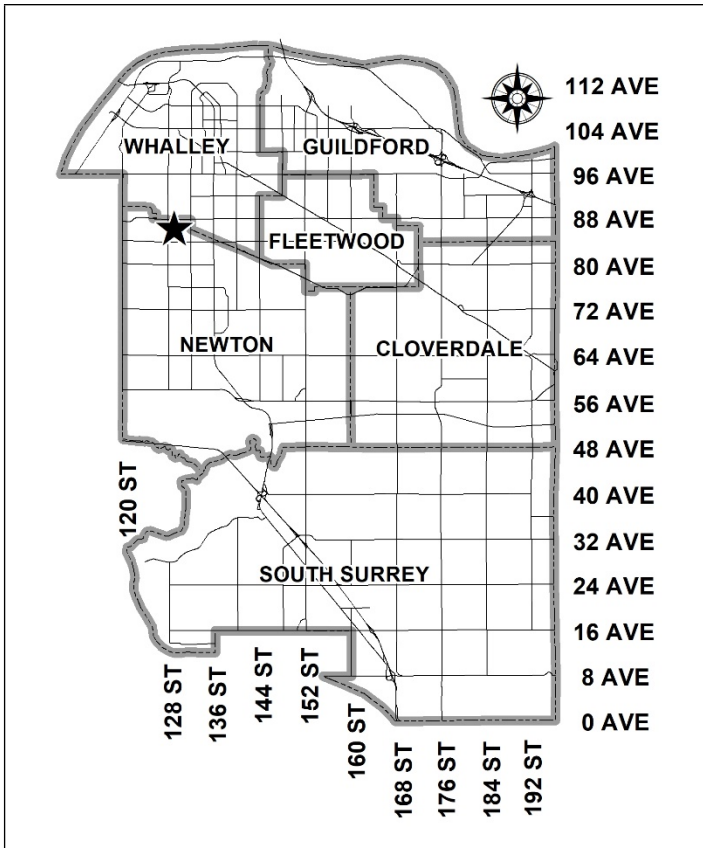 112 AVE
104 AVE
WHALLEY
GUILDFORD
96 AVE
88 AVE
FLEETWOOD
80 AVE
72 AVE
NEWTON
CLOVERDALE
64 AVE
56 AVE
48 AVE
120 ST
40 AVE
32 AVE
SOUTH SURREY
24 AVE
16 AVE
8 AVE
128 ST
136 ST
144 ST
152 ST
160 ST
0 AVE
168 ST
176 ST
184 ST
192 ST